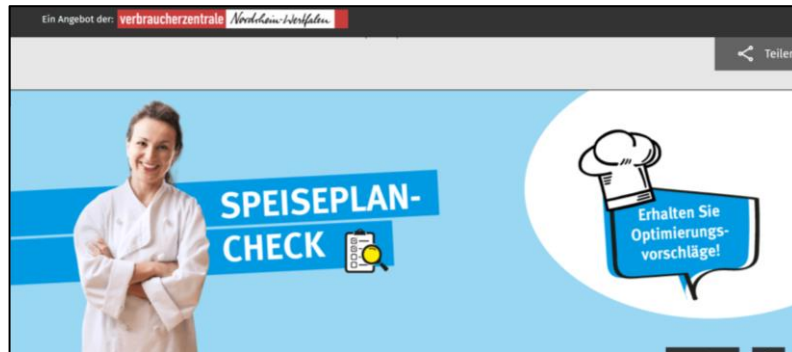 Ein Angebot der: verbraucherzentrale Nordrhein-Westfalen
Teilen
SPEISEPLAN-
CHECK
Erhalten Sie
Optimierungs-
vorschläge!